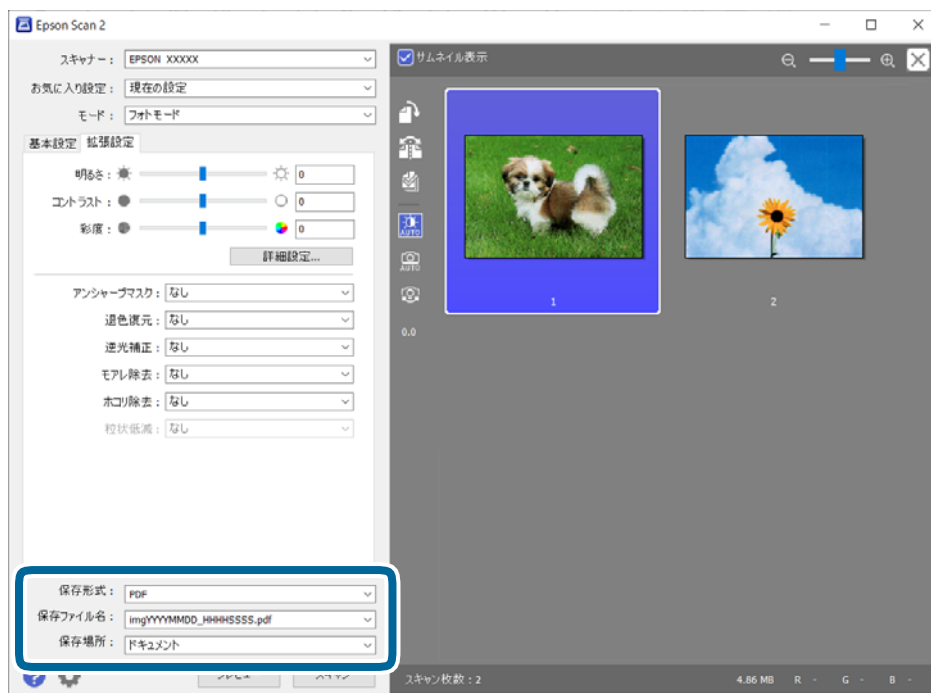 Epson Scan 2
スキャナー： EPSON XXXXX
お気に入り設定： 現在の設定
モード： フォトモード
基本設定 拡張設定
明るさ： 0
コントラスト： 0
彩度： 0
詳細設定...
アンシャープマスク： なし
退色復元： なし
逆光補正： なし
モアレ除去： なし
ホコリ除去： なし
粒状低減： なし
保存形式： PDF
保存ファイル名： imgYYYYMMDD_HHHHSSSS.pdf
保存場所： ドキュメント
サムネイル表示
AUTO
AUTO
0.0
1
2
スキャン枚数：2 4.86 MB R - G - B -